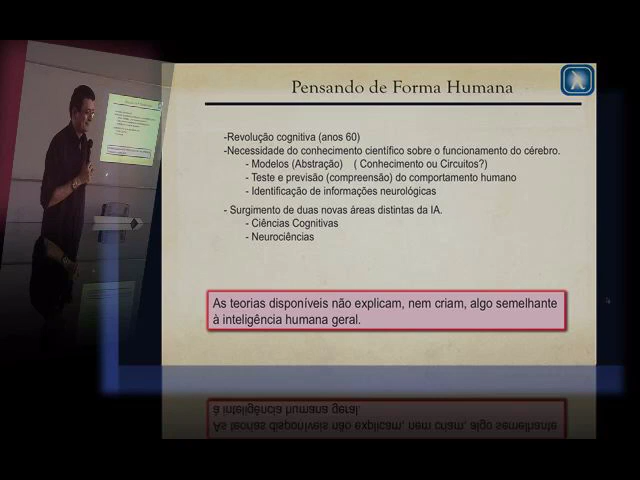 Pensando de Forma Humana
-Revolução cognitiva (anos 60)
-Necessidade do conhecimento científico sobre o funcionamento do cérebro.
- Modelos (Abstração) ( Conhecimento ou Circuitos?)
- Teste e previsão (compreensão) do comportamento humano
- Identificação de informações neurológicas
- Surgimento de duas novas áreas distintas da IA.
- Ciências Cognitivas
- Neurociências
As teorias disponíveis não explicam, nem criam, algo semelhante
à inteligência humana geral.